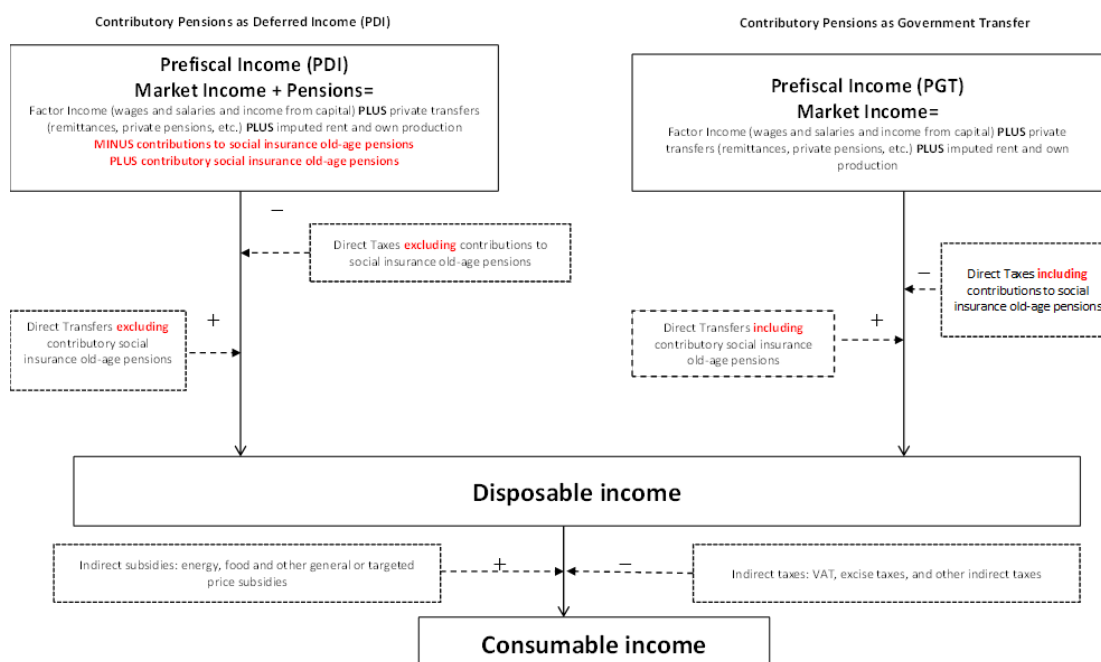 Contributory Pensions as Deferred Income (PDI)
Contributory Pensions as Government Transfer
Prefiscal Income (PDI)
Market Income + Pensions=
Factor Income (wages and salaries and income from capital) PLUS private transfers
(remittances, private pensions, etc.) PLUS imputed rent and own production
MINUS contributions to social insurance old-age pensions
PLUS contributory social insurance old-age pensions
Prefiscal Income (PGT)
Market Income=
Factor Income (wages and salaries and income from capital) PLUS private
transfers (remittances, private pensions, etc.) PLUS imputed rent and own
production
−
Direct Taxes excluding contributions to
social insurance old-age pensions
−
Direct Taxes including
contributions to social
insurance old-age pensions
+
Direct Transfers excluding
contributory social
insurance old-age pensions
+
Direct Transfers including
contributory social insurance
old-age pensions
Disposable income
Indirect subsidies: energy, food and other general or targeted
price subsidies
+
−
Indirect taxes: VAT, excise taxes, and other indirect taxes
Consumable income